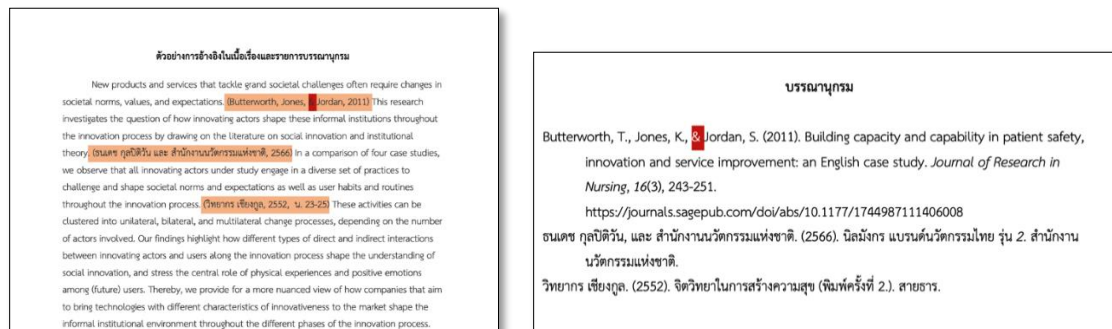 ตัวอย่างการอ้างอิงในเนื้อเรื่องและรายการบรรณานุกรม
New products and services that tackle grand societal challenges often require changes in
societal norms, values, and expectations. (Butterworth, Jones, & Jordan, 2011) This research
investigates the question of how innovating actors shape these informal institutions throughout
the innovation process by drawing on the literature on social innovation and institutional
theory. (ธนเดช กุลปิติวัน และ สำนักงานนวัตกรรมแห่งชาติ, 2566) In a comparison of four case studies,
we observe that all innovating actors under study engage in a diverse set of practices to
challenge and shape societal norms and expectations as well as user habits and routines
throughout the innovation process. (วิทยากร เชียงกูล, 2552, น. 23-25) These activities can be
clustered into unilateral, bilateral, and multilateral change processes, depending on the number
of actors involved. Our findings highlight how different types of direct and indirect interactions
between innovating actors and users along the innovation process shape the understanding of
social innovation, and stress the central role of physical experiences and positive emotions
among (future) users. Thereby, we provide for a more nuanced view of how companies that aim
to bring technologies with different characteristics of innovativeness to the market shape the
informal institutional environment throughout the different phases of the innovation process.
บรรณานุกรม
Butterworth, T., Jones, K., & Jordan, S. (2011). Building capacity and capability in patient safety,
innovation and service improvement: an English case study. Journal of Research in
Nursing, 16(3), 243-251.
https://journals.sagepub.com/doi/abs/10.1177/1744987111406008
ธนเดช กุลปิติวัน, และ สำนักงานนวัตกรรมแห่งชาติ. (2566). นิลมังกร แบรนด์นวัตกรรมไทย รุ่น 2. สำนักงาน
นวัตกรรมแห่งชาติ.
วิทยากร เชียงกูล. (2552). จิตวิทยาในการสร้างความสุข (พิมพ์ครั้งที่ 2.). สายธาร.